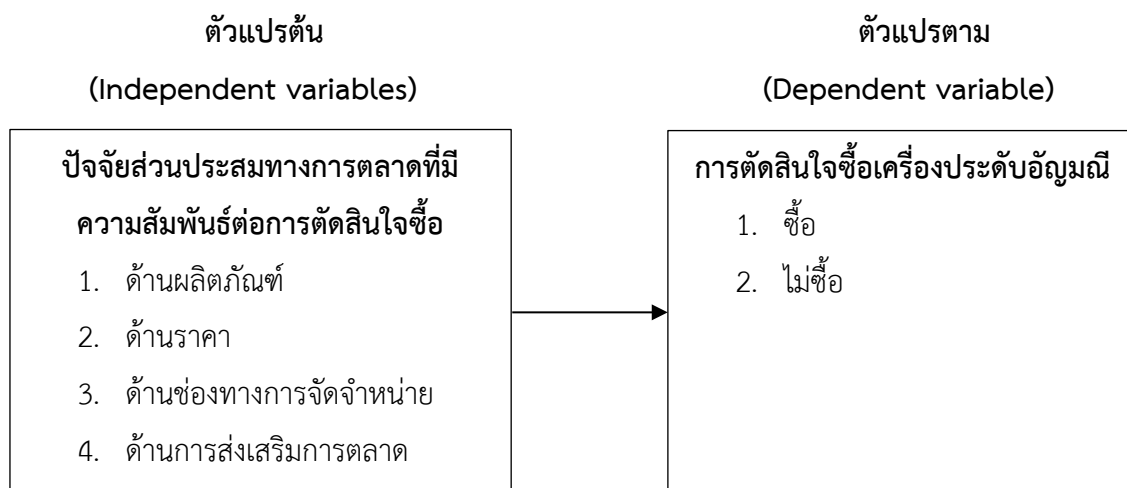 ตัวแปรต้น
(Independent variables)
ปัจจัยส่วนประสมทางการตลาดที่มี
ความสัมพันธ์ต่อการตัดสินใจซื้อ
1. ด้านผลิตภัณฑ์
2. ด้านราคา
3. ด้านช่องทางการจัดจำหน่าย
4. ด้านการส่งเสริมการตลาด
ตัวแปรตาม
(Dependent variable)
การตัดสินใจซื้อเครื่องประดับอัญมณี
1. ซื้อ
2. ไม่ซื้อ